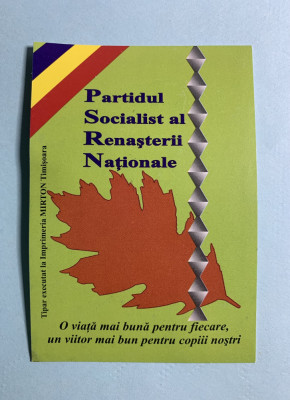 Partidul
Socialist al
Renașterii
Naționale
Tipar executat la Imprimeria MIRTON Timișoara
O viață mai bună pentru fiecare,
un viitor mai bun pentru copiii noștri